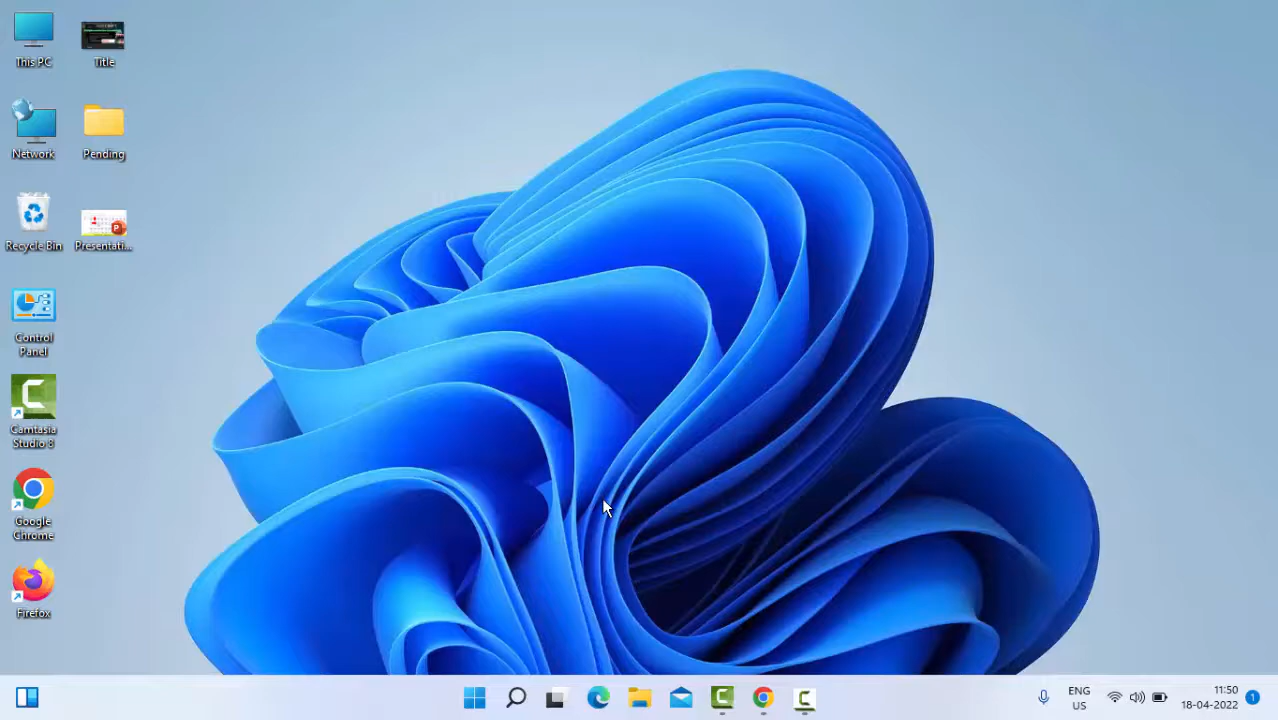 This PC
Title
Network
Pending
Recycle Bin
Presentati...
Control
Panel
Camtasia
Studio 8
Google
Chrome
Firefox
ENG
US
11:50
18-04-2022
1